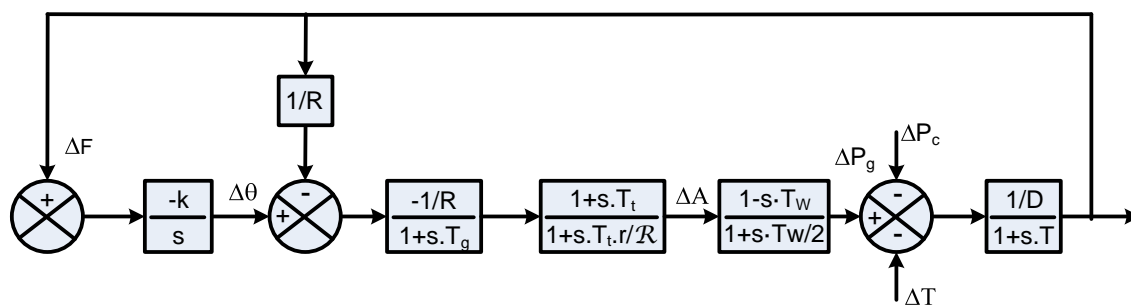 1/R
ΔF
ΔP_c
ΔP_g
+
-k
s
Δθ
-
+
-1/R
1+s.T_g
1+s.T_t
1+s.T_t.r/ℛ
ΔA
1-s·T_W
1+s·Tw/2
-
+
-
1/D
1+s.T
ΔT